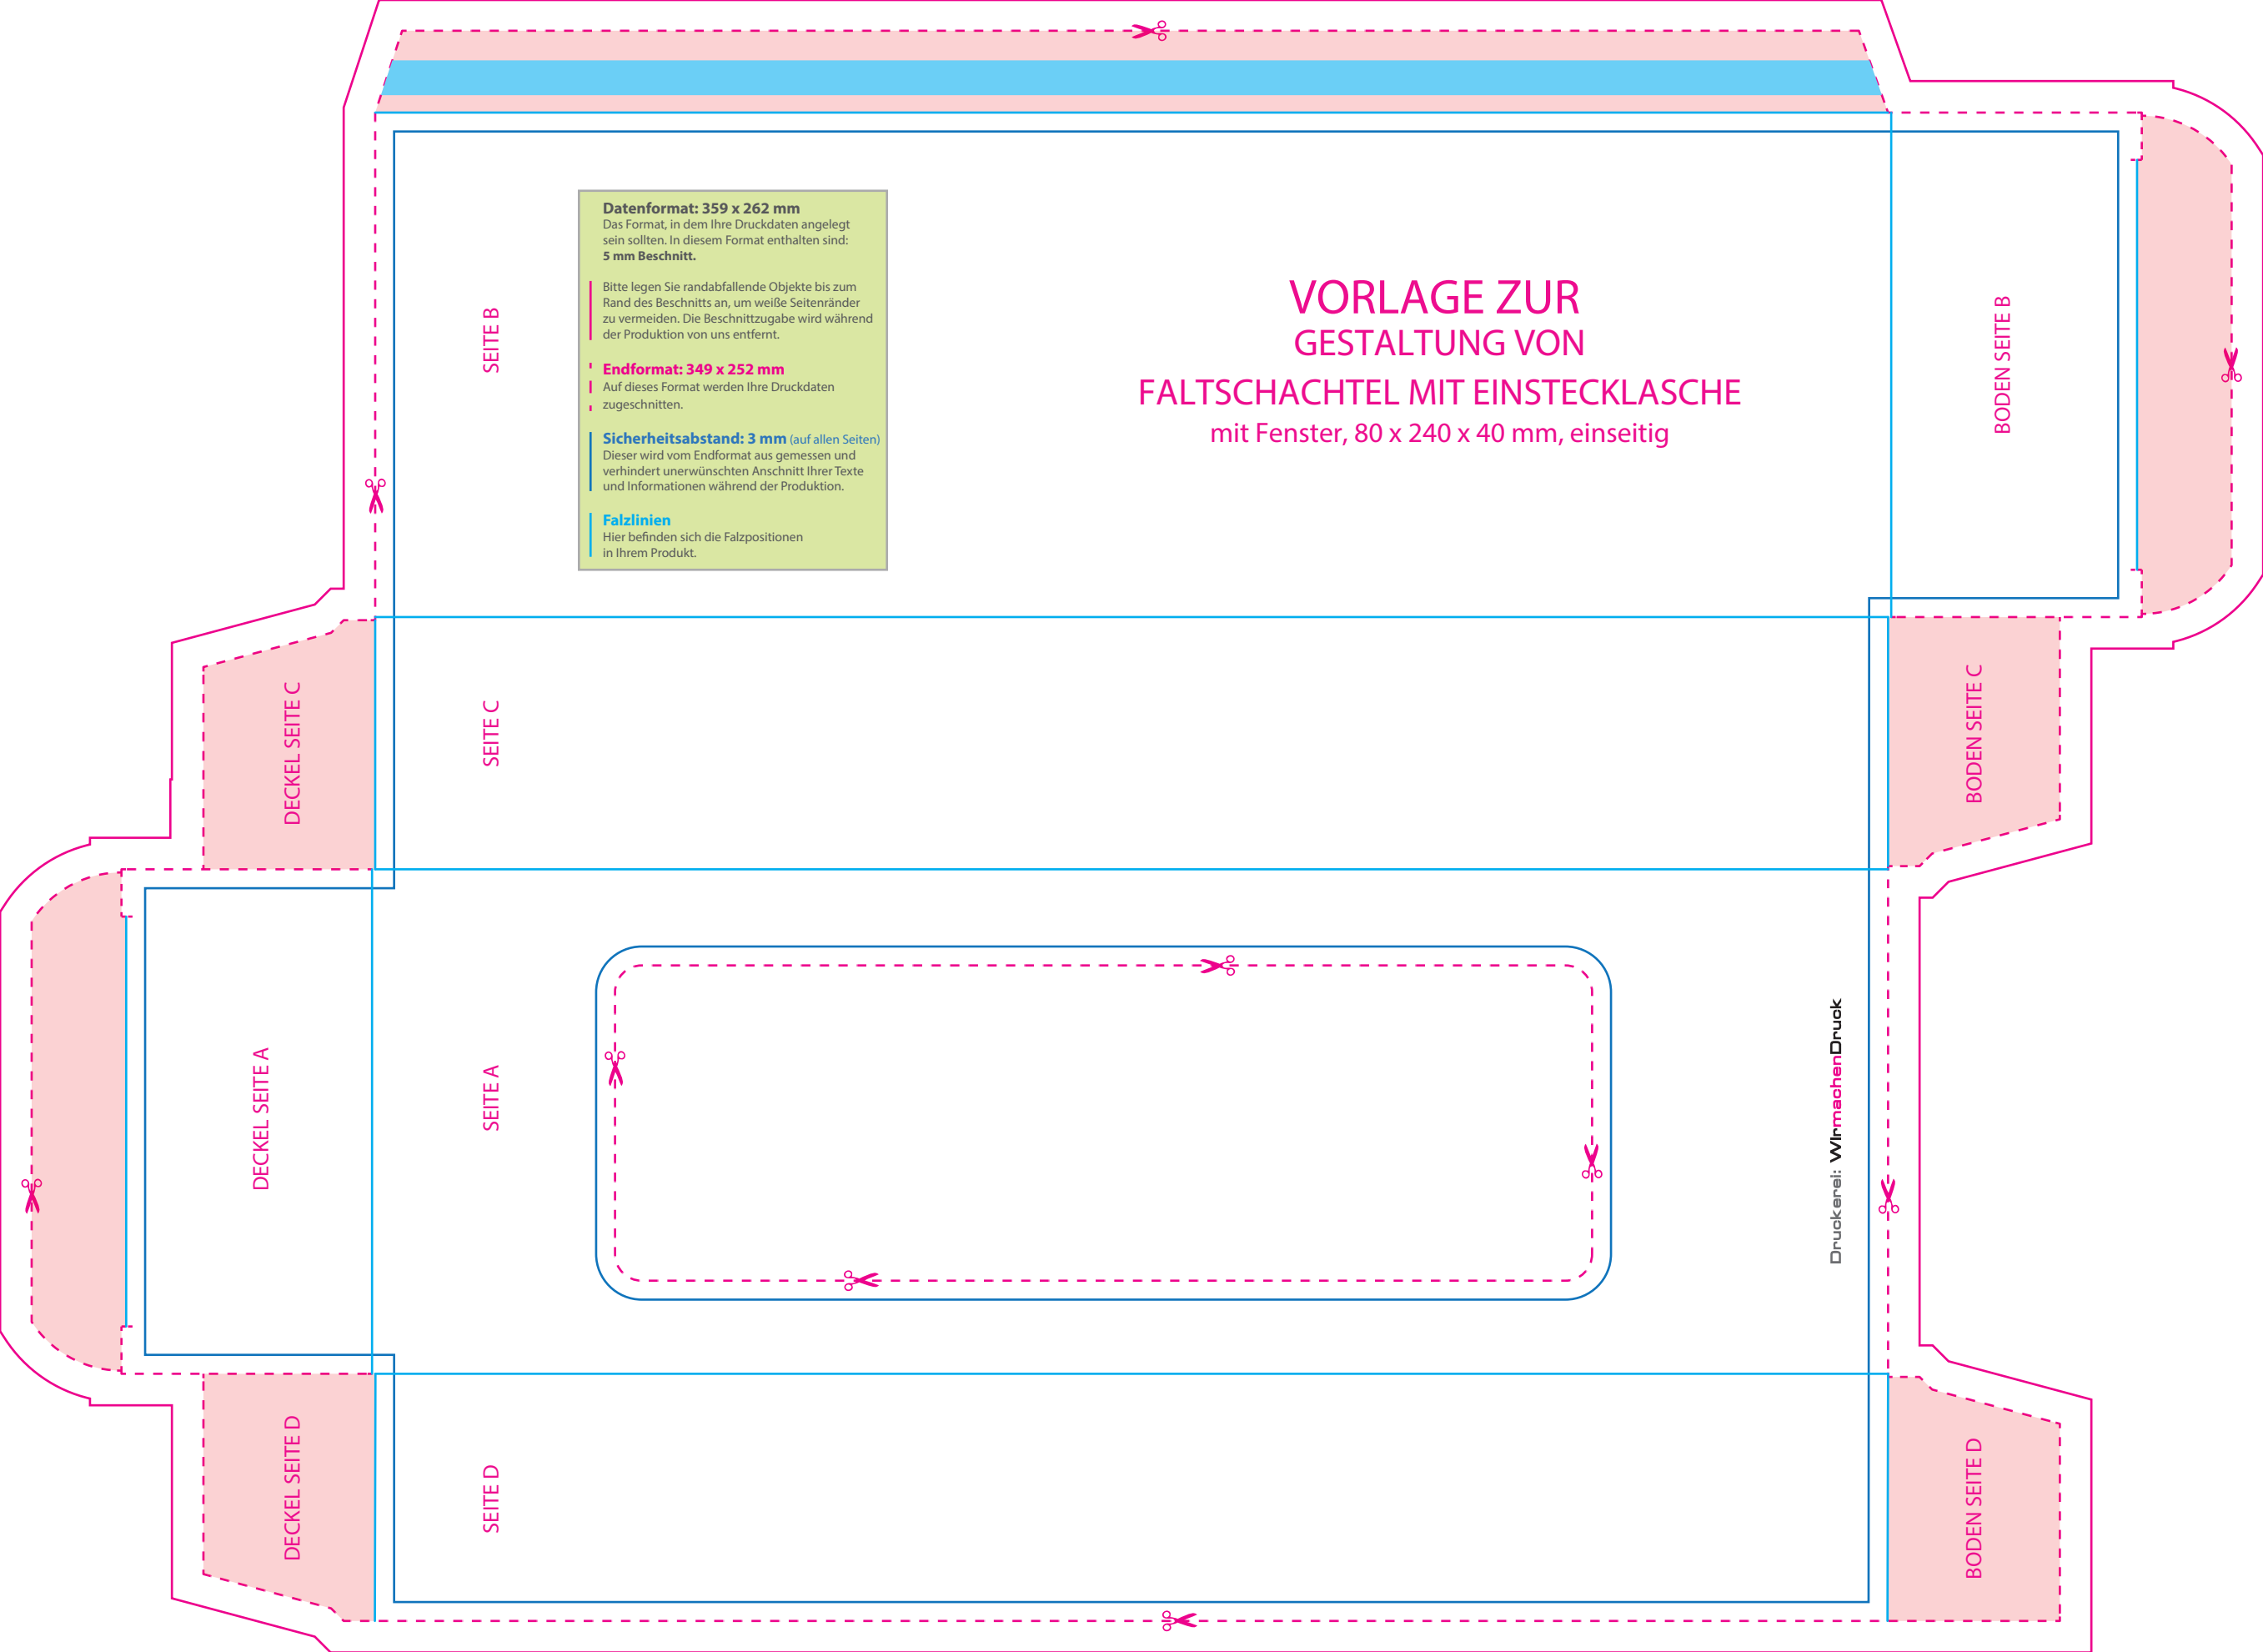 Datenformat: 359 x 262 mm
Das Format, in dem Ihre Druckdaten angelegt
sein sollten. In diesem Format enthalten sind:
5 mm Beschnitt.
Bitte legen Sie randabfallende Objekte bis zum
Rand des Beschnitts an, um weiße Seitenränder
zu vermeiden. Die Beschnittzugabe wird während
der Produktion von uns entfernt.
Endformat: 349 x 252 mm
Auf dieses Format werden Ihre Druckdaten
zugeschnitten.
Sicherheitsabstand: 3 mm (auf allen Seiten)
Dieser wird vom Endformat aus gemessen und
verhindert unerwünschten Anschnitt Ihrer Texte
und Informationen während der Produktion.
Falzlinien
Hier befinden sich die Falzpositionen
in Ihrem Produkt.
VORLAGE ZUR
GESTALTUNG VON
FALTSCHACHTEL MIT EINSTECKLASCHE
mit Fenster, 80 x 240 x 40 mm, einseitig
SEITE B
BODEN SEITE B
DECKEL SEITE C
SEITE C
BODEN SEITE C
DECKEL SEITE A
SEITE A
Druckerei: WirmachenDruck
DECKEL SEITE D
SEITE D
BODEN SEITE D